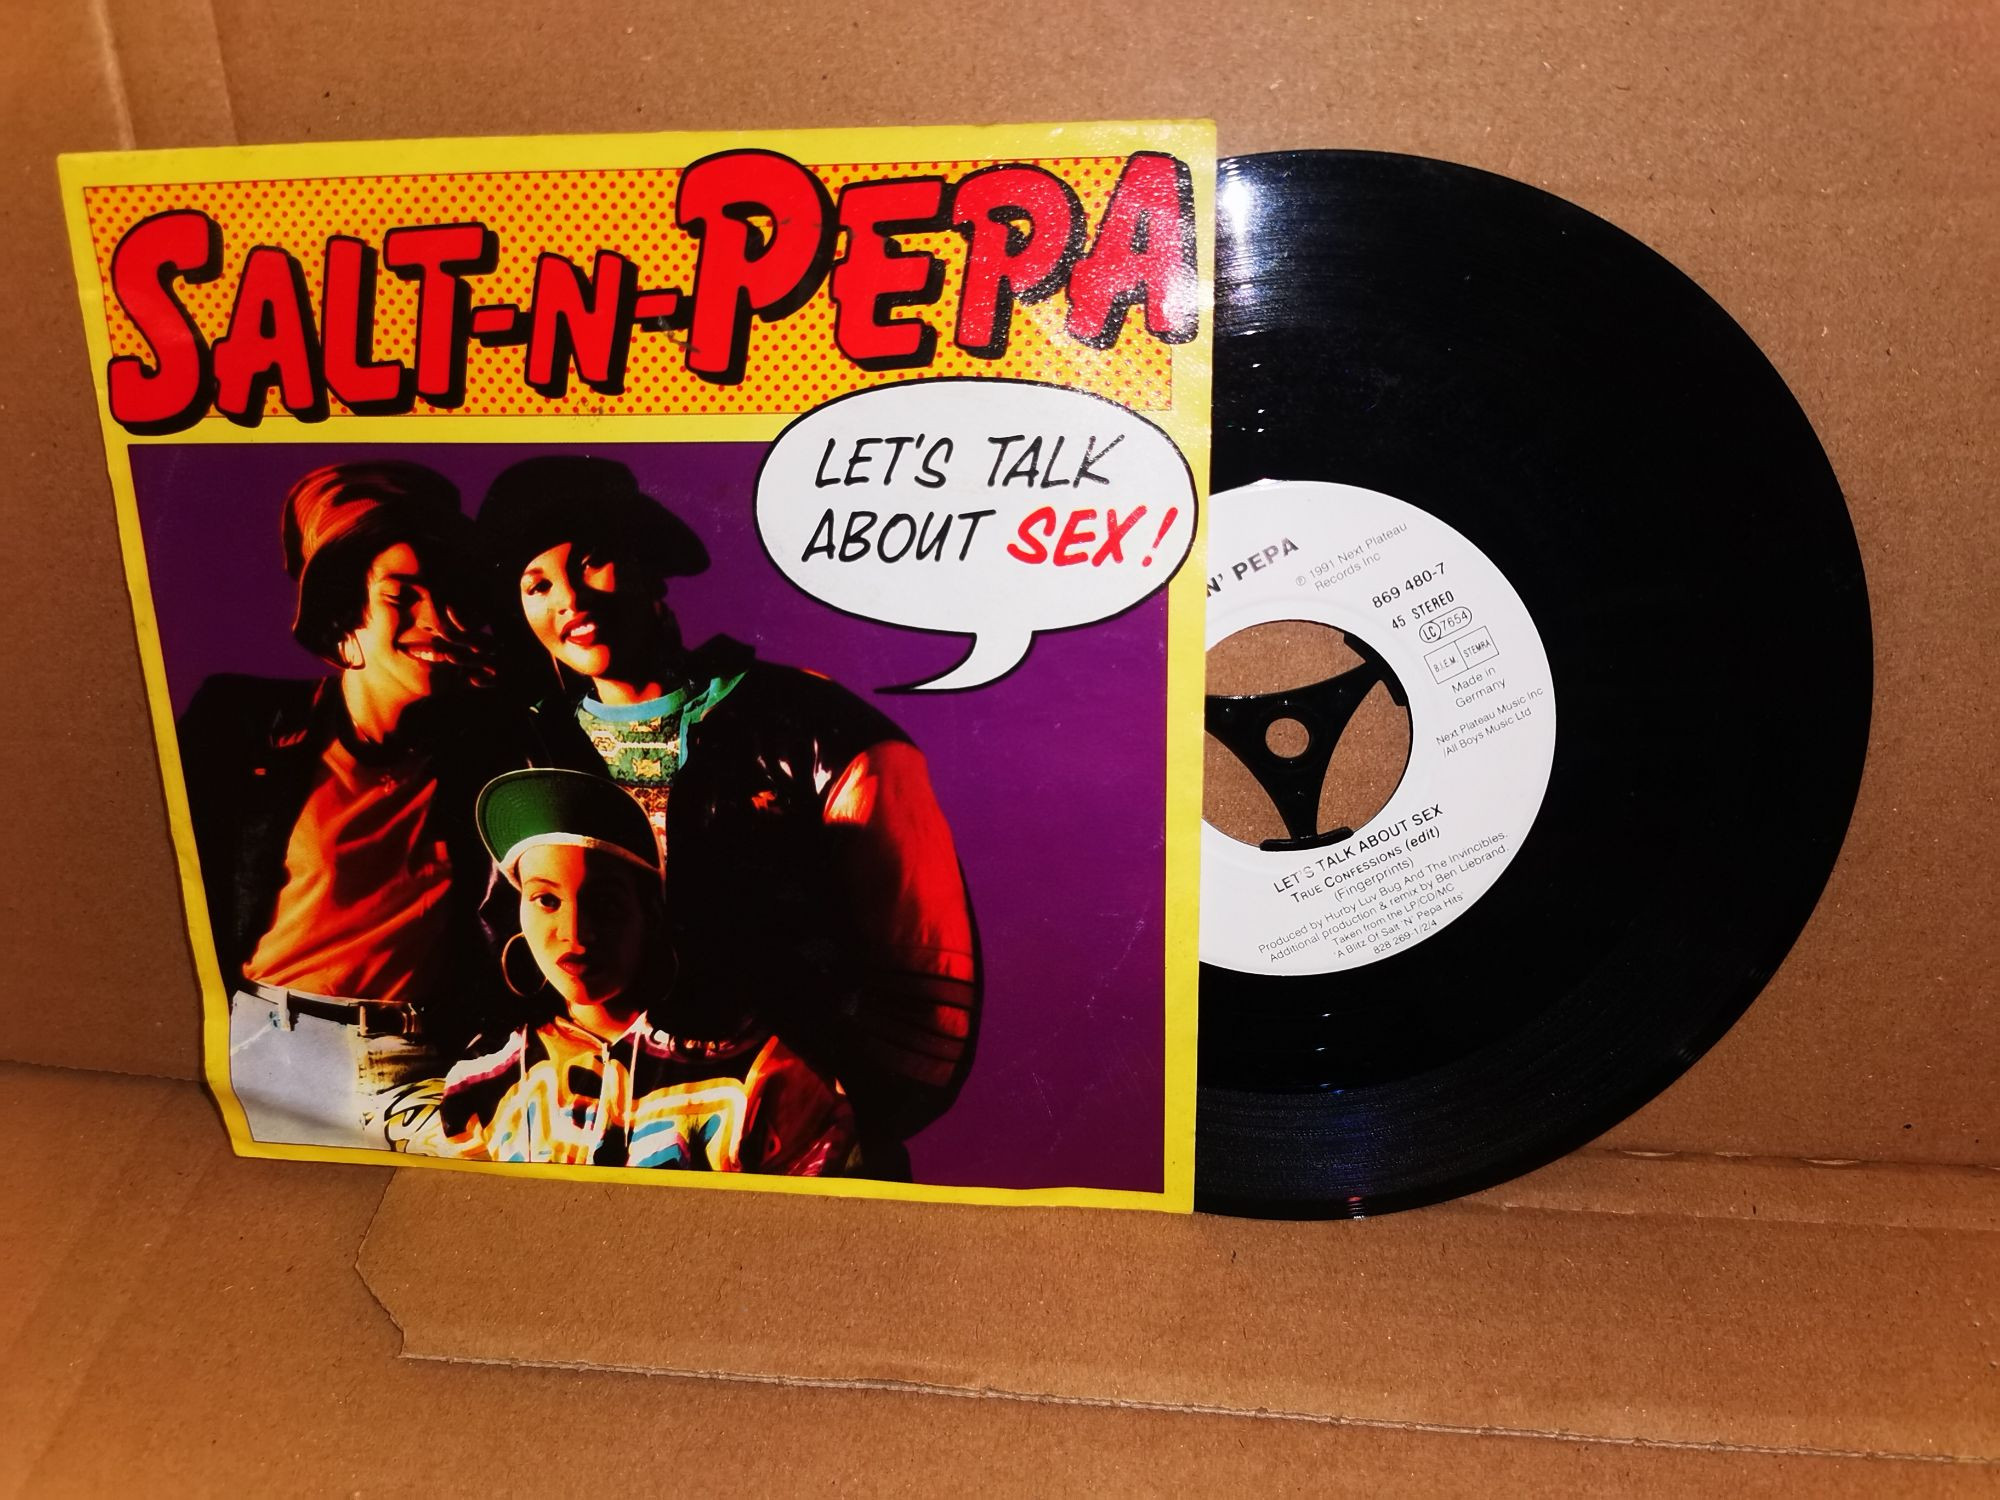 SALT-N-PEPA
LET'S TALK
ABOUT SEX!
N' PEPA
℗ 1991 Next Plateau
Records Inc
869 480-7
45 STEREO
LC 7654
B.I.E.M. STEMRA
Made in
Germany
Next Plateau Music Inc
/All Boys Music Ltd
LET'S TALK ABOUT SEX
TRUE CONFESSIONS (edit)
(Fingerprints)
Produced by Hurby Luv Bug And The Invincibles.
Additional production & remix by Ben Liebrand.
Taken from the LP/CD/MC
'A Blitz Of Salt 'N' Pepa Hits'
828 269-1/2/4